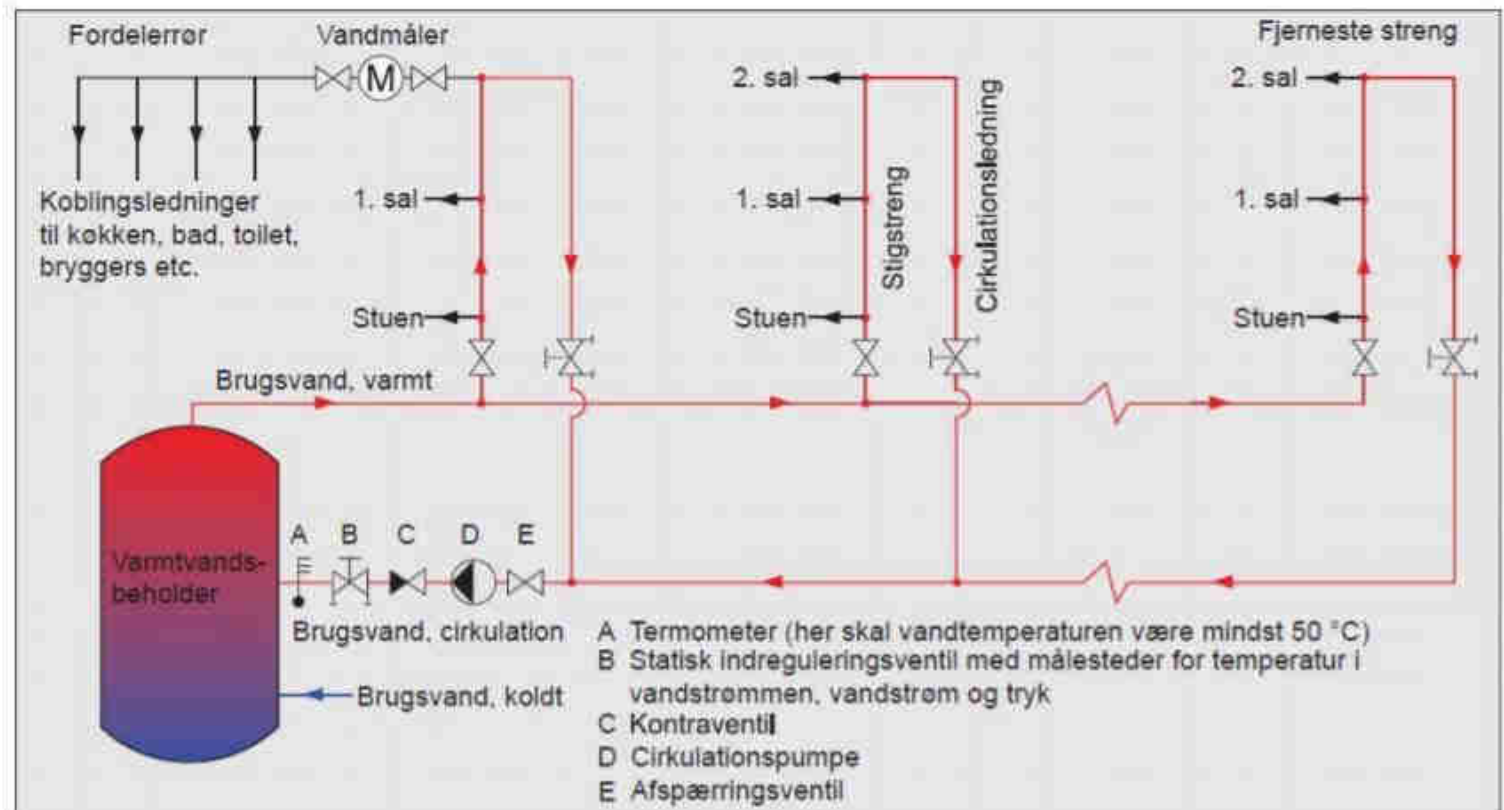 Fordelerrør
Vandmåler
Fjerneste streng
M
2. sal
2. sal
Koblingsledninger
til køkken, bad, toilet,
bryggers etc.
1. sal
1. sal
1. sal
Stigstreng
Cirkulationsledning
Stuen
Stuen
Stuen
Brugsvand, varmt
Varmtvands-
beholder
A B C D E
Brugsvand, cirkulation
Brugsvand, koldt
A Termometer (her skal vandtemperaturen være mindst 50 °C)
B Statisk indreguleringsventil med målesteder for temperatur i
vandstrømmen, vandstrøm og tryk
C Kontraventil
D Cirkulationspumpe
E Afspærringsventil